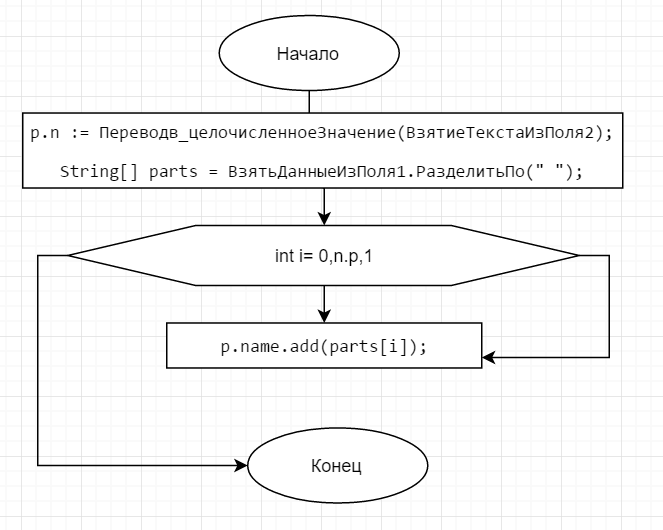 Начало
p.n := Переводв_целочисленноеЗначение(ВзятиеТекстаИзПоля2);
String[] parts = ВзятьДанныеИзПоля1.РазделитьПо(" ");
int i= 0,n.p,1
p.name.add(parts[i]);
Конец